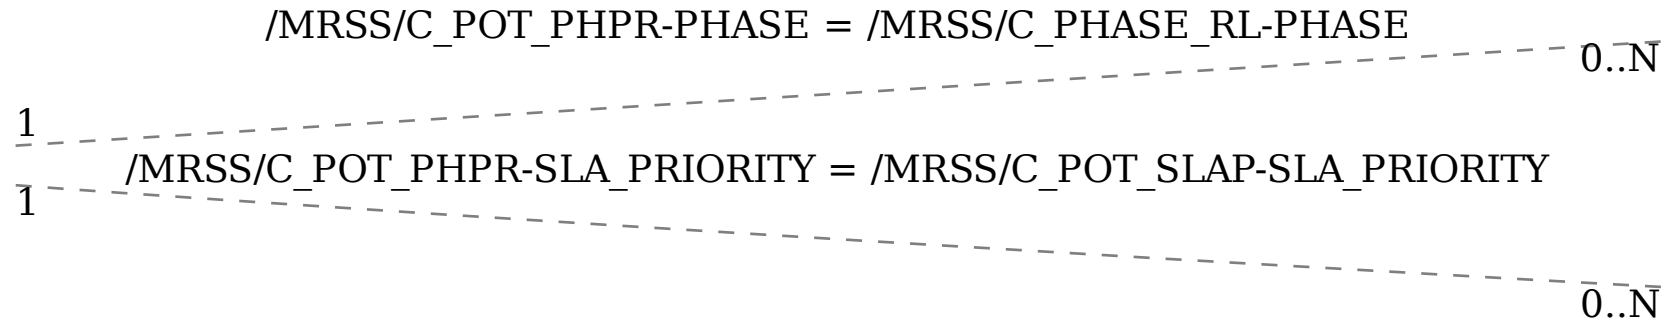 /MRSS/C_POT_PHPR-PHASE = /MRSS/C_PHASE_RL-PHASE
0..N
1
/MRSS/C_POT_PHPR-SLA_PRIORITY = /MRSS/C_POT_SLAP-SLA_PRIORITY
1
0..N